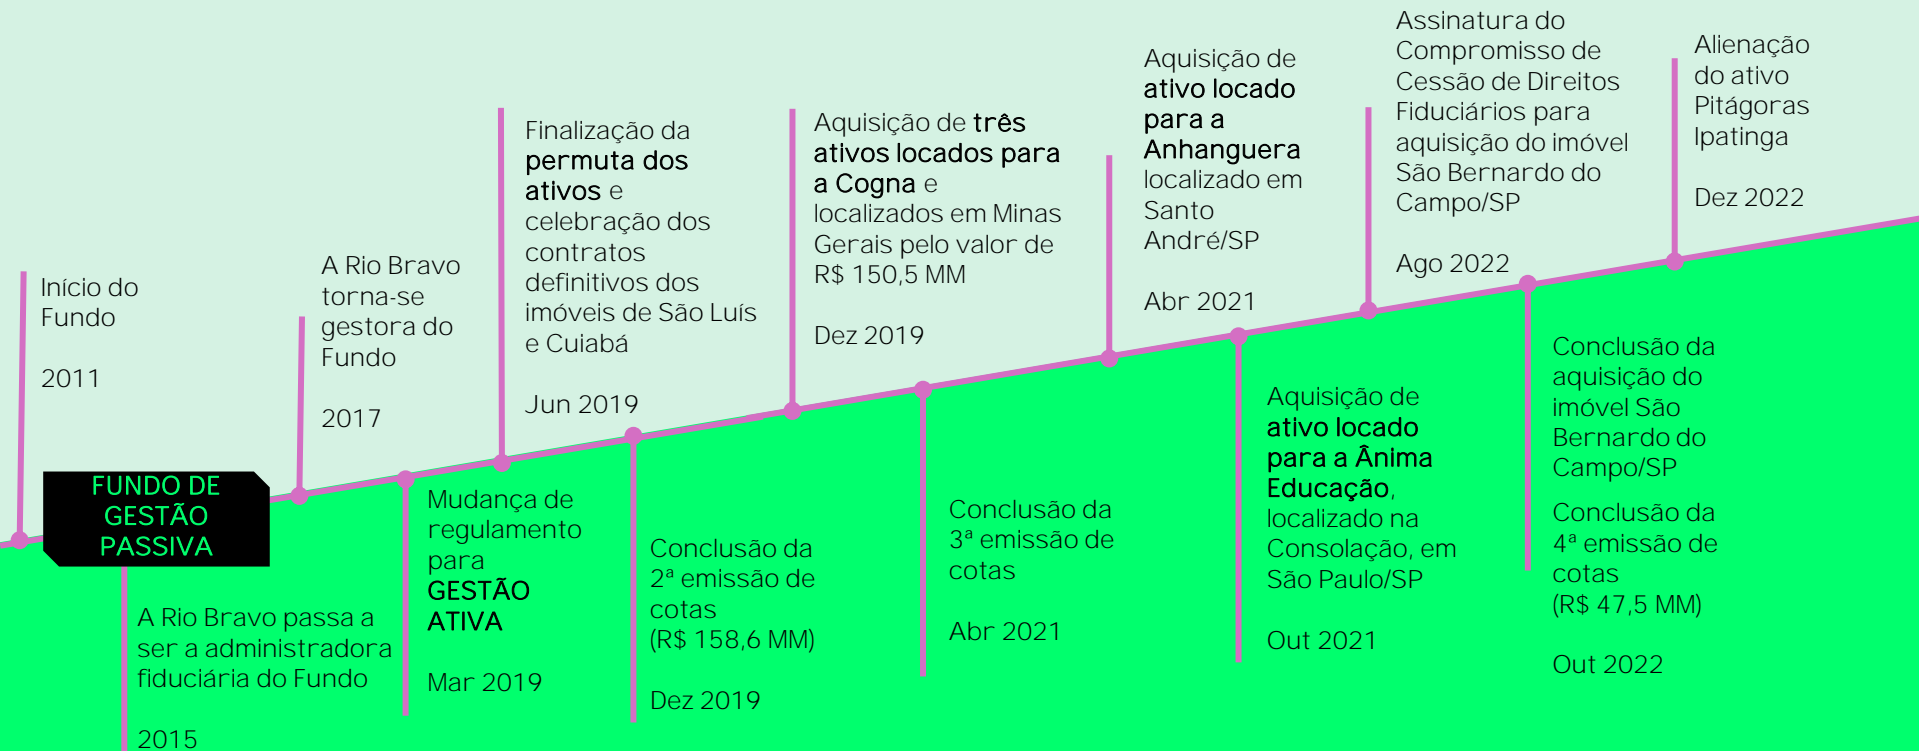 Início do
Fundo
2011
FUNDO DE
GESTÃO
PASSIVA
A Rio Bravo passa a
ser a administradora
fiduciária do Fundo
2015
A Rio Bravo
torna-se
gestora do
Fundo
2017
Mudança de
regulamento
para
GESTÃO
ATIVA
Mar 2019
Finalização da
permuta dos
ativos e
celebração dos
contratos
definitivos dos
imóveis de São Luís
e Cuiabá
Jun 2019
Conclusão da
2ª emissão de
cotas
(R$ 158,6 MM)
Dez 2019
Aquisição de três
ativos locados para
a Cogna e
localizados em Minas
Gerais pelo valor de
R$ 150,5 MM
Dez 2019
Conclusão da
3ª emissão de
cotas
Abr 2021
Aquisição de
ativo locado
para a
Anhanguera
localizado em
Santo
André/SP
Abr 2021
Aquisição de
ativo locado
para a Ânima
Educação,
localizado na
Consolação, em
São Paulo/SP
Out 2021
Assinatura do
Compromisso de
Cessão de Direitos
Fiduciários para
aquisição do imóvel
São Bernardo do
Campo/SP
Ago 2022
Conclusão da
aquisição do
imóvel São
Bernardo do
Campo/SP
Conclusão da
4ª emissão de
cotas
(R$ 47,5 MM)
Out 2022
Alienação
do ativo
Pitágoras
Ipatinga
Dez 2022